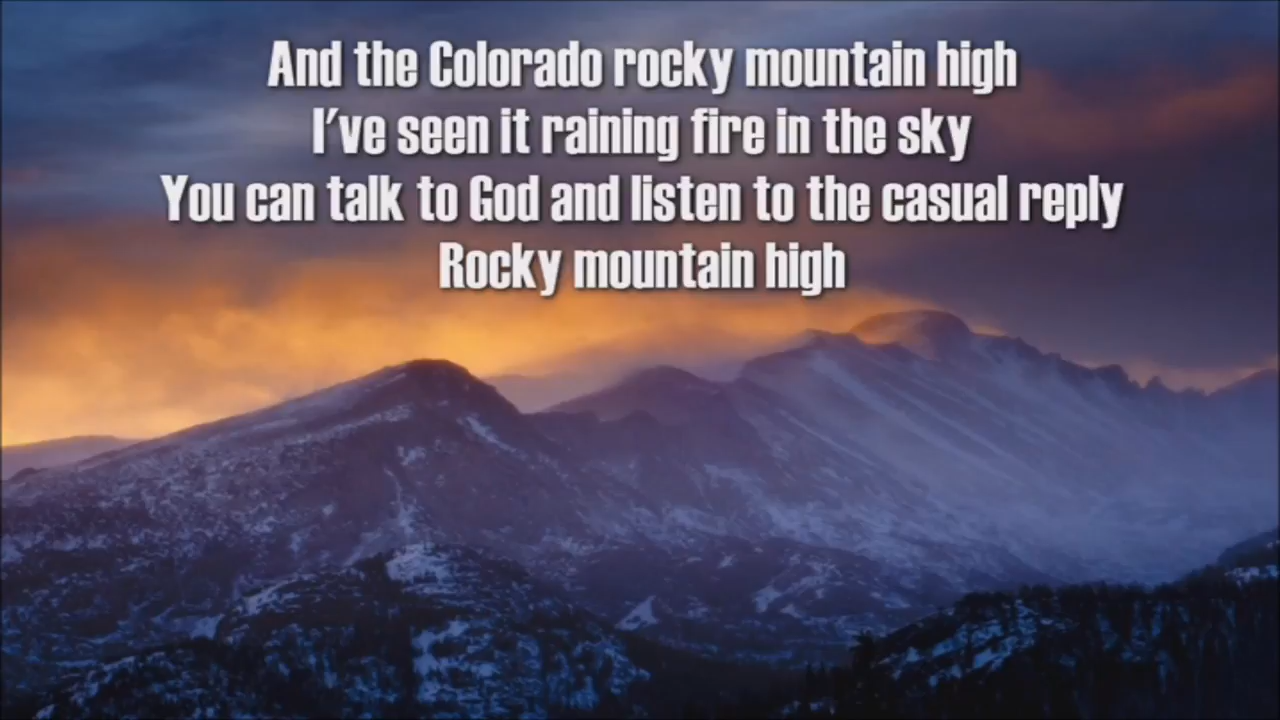 And the Colorado rocky mountain high
I've seen it raining fire in the sky
You can talk to God and listen to the casual reply
Rocky mountain high